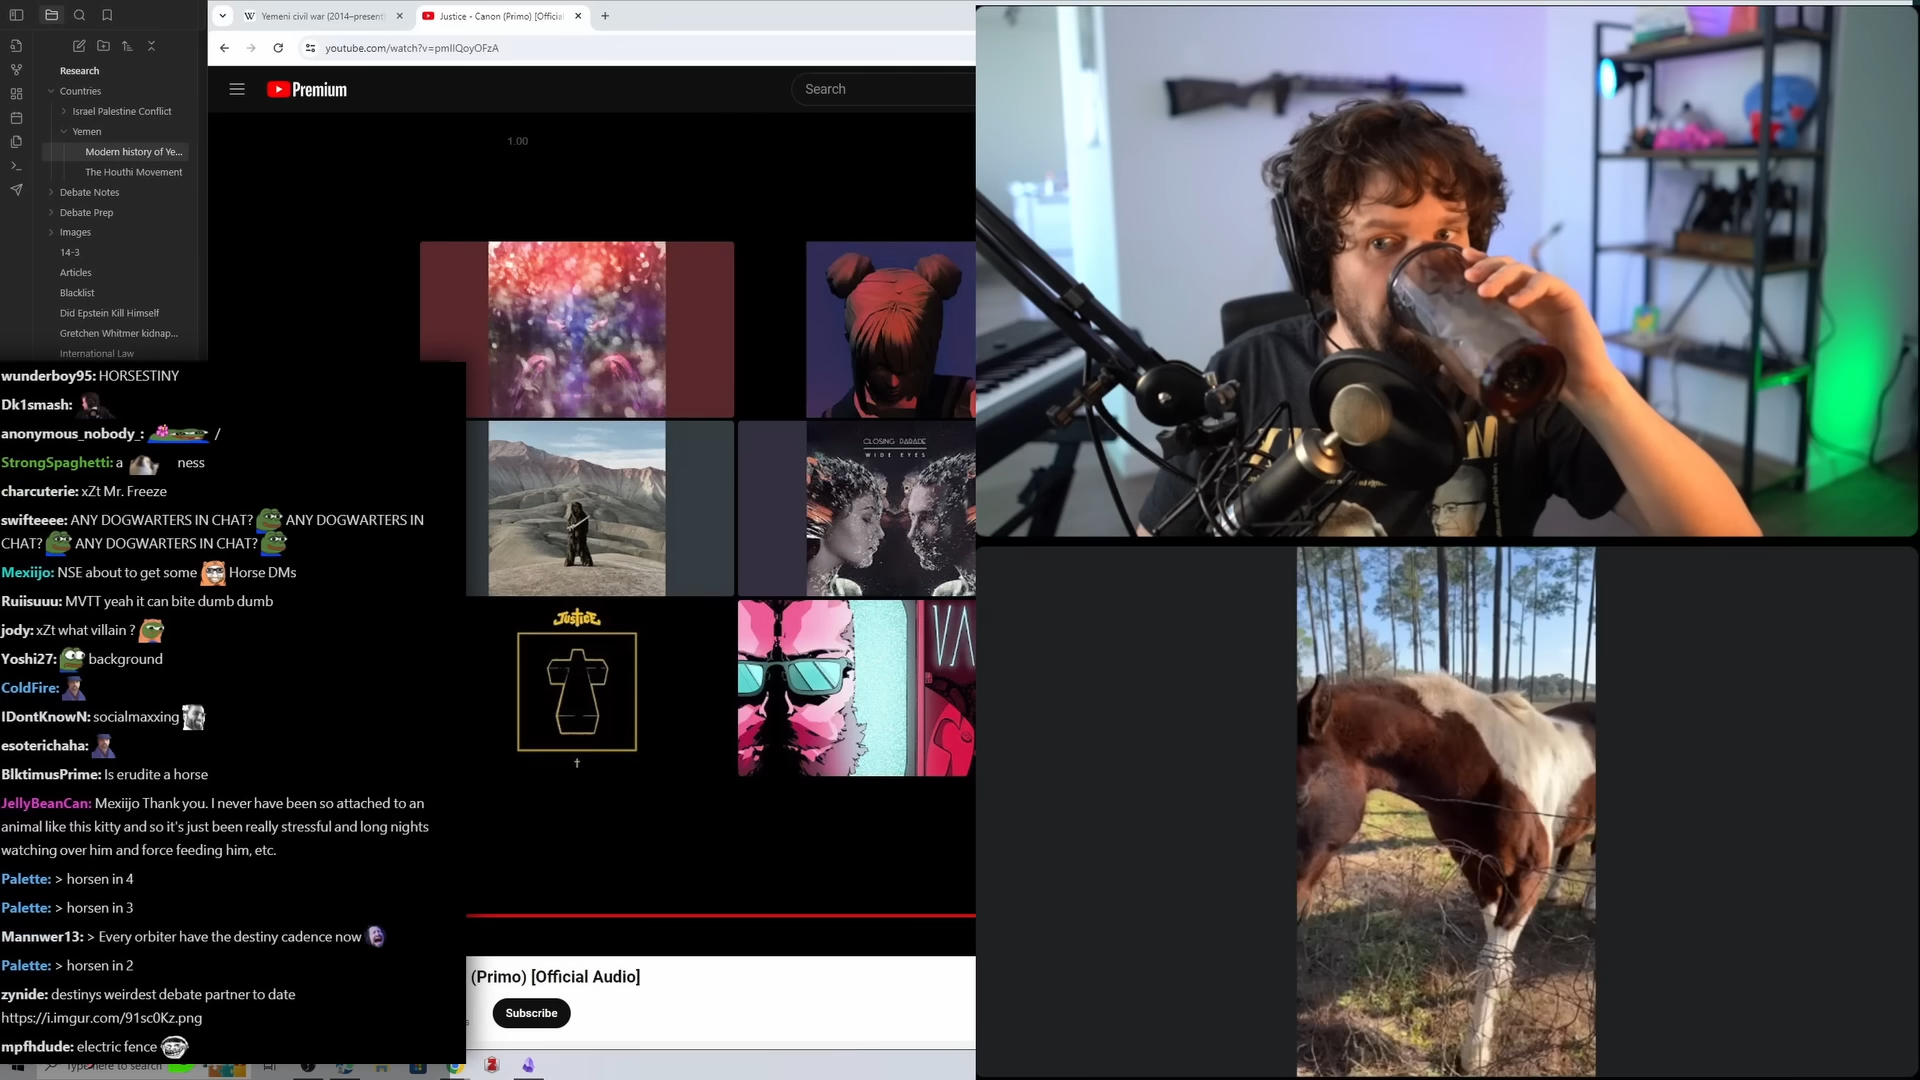 Research
Countries
Israel Palestine Conflict
Yemen
Modern history of Ye...
The Houthi Movement
Debate Notes
Debate Prep
Images
14-3
Articles
Blacklist
Did Epstein Kill Himself
Gretchen Whitmer kidnap...
International Law
Yemeni civil war (2014–present)
Justice - Canon (Primo) [Official
youtube.com/watch?v=pmIlQoyOFzA
Premium
Search
1.00
CLOSING PARADE
WIDE EYES
JUSTICE
†
VA
(Primo) [Official Audio]
Subscribe
wunderboy95: HORSESTINY
Dk1smash:
anonymous_nobody_: /
StrongSpaghetti: a ness
charcuterie: xZt Mr. Freeze
swifteeee: ANY DOGWARTERS IN CHAT? ANY DOGWARTERS IN
CHAT? ANY DOGWARTERS IN CHAT?
Mexiijo: NSE about to get some Horse DMs
Ruiisuuu: MVTT yeah it can bite dumb dumb
jody: xZt what villain ?
Yoshi27: background
ColdFire:
IDontKnowN: socialmaxxing
esoterichaha:
BlktimusPrime: Is erudite a horse
JellyBeanCan: Mexiijo Thank you. I never have been so attached to an
animal like this kitty and so it's just been really stressful and long nights
watching over him and force feeding him, etc.
Palette: > horsen in 4
Palette: > horsen in 3
Mannwer13: > Every orbiter have the destiny cadence now
Palette: > horsen in 2
zynide: destinys weirdest debate partner to date
https://i.imgur.com/91sc0Kz.png
mpfhdude: electric fence
Type here to search